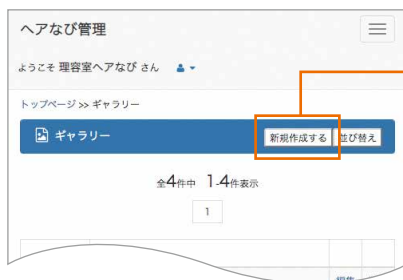 ヘアなび管理
ようこそ 理容室ヘアなび さん
トップページ >> ギャラリー
ギャラリー 新規作成する 並び替え
全4件中 1-4件表示
1
編集